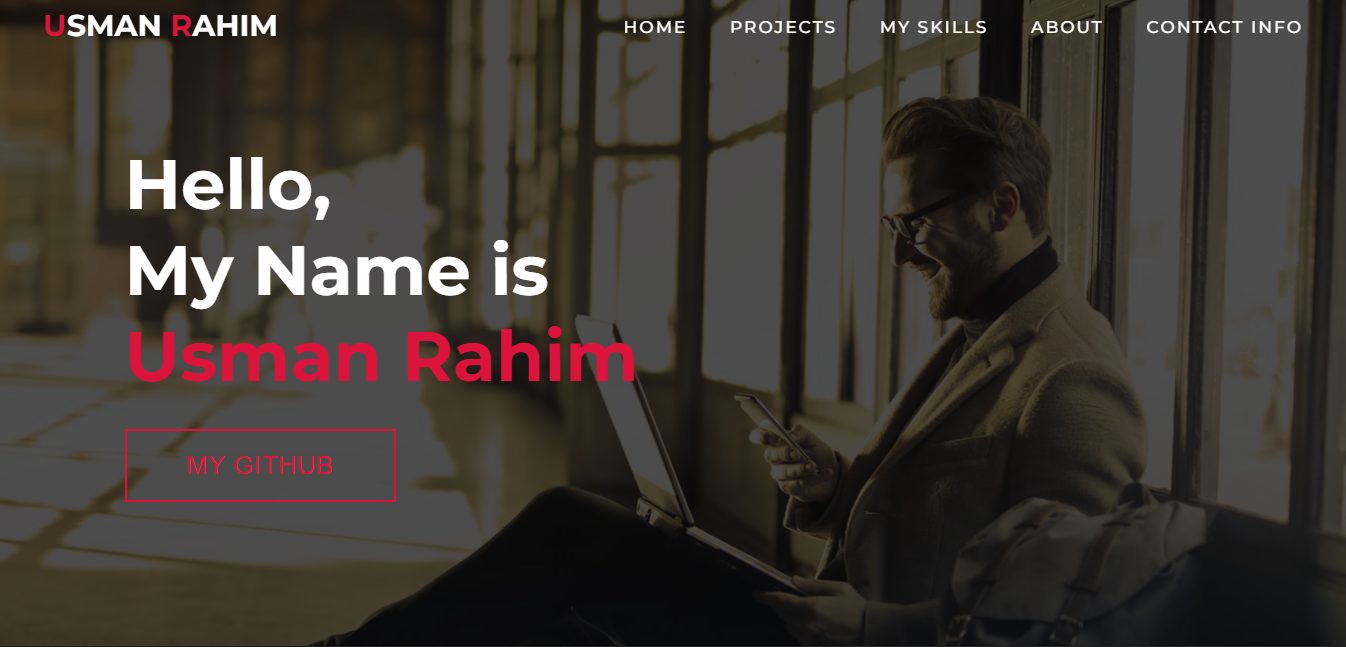 USMAN RAHIM
HOME PROJECTS MY SKILLS ABOUT CONTACT INFO
Hello,
My Name is
Usman Rahim
MY GITHUB